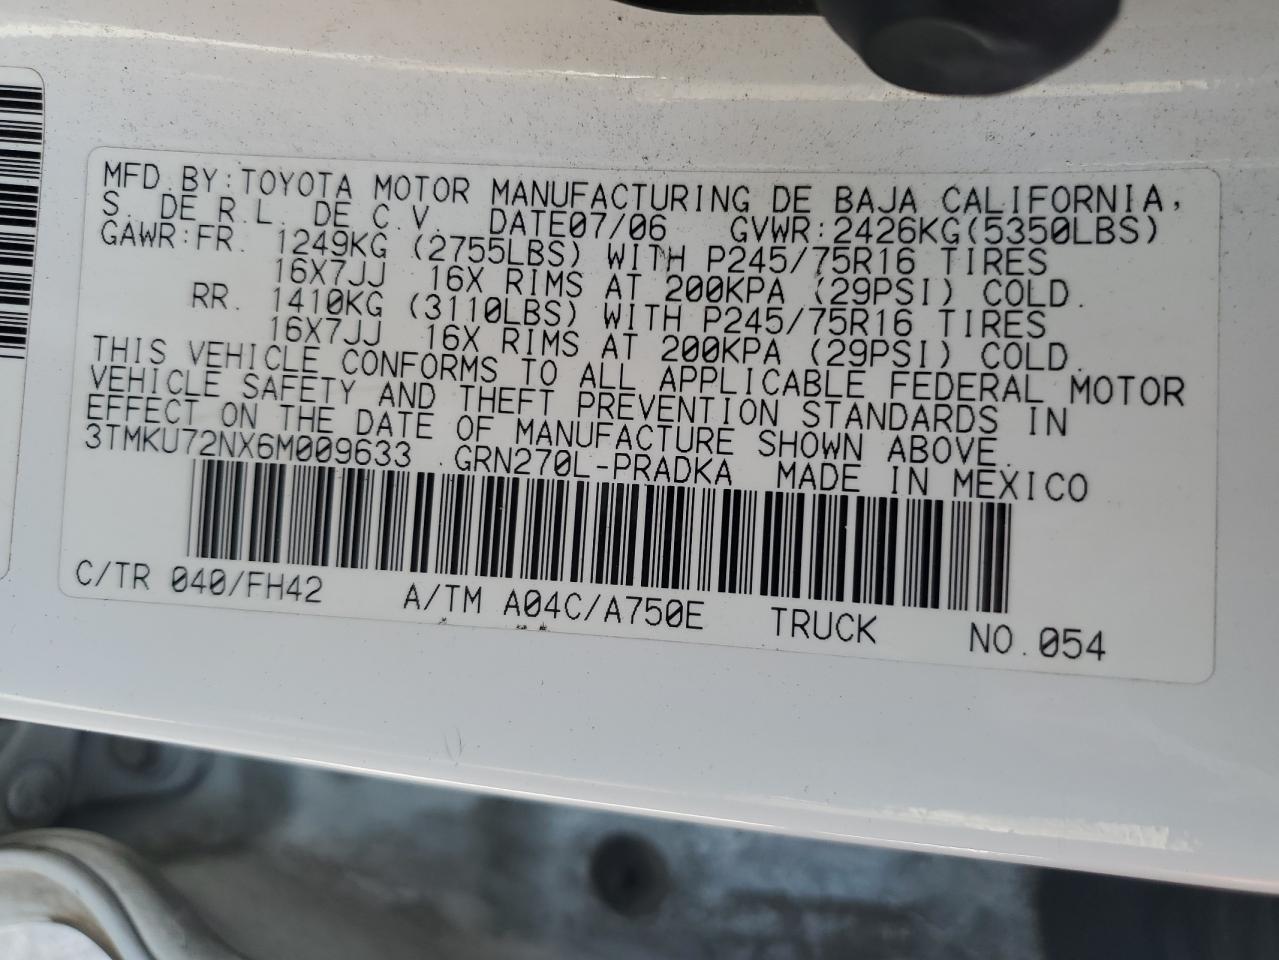 MFD.BY:TOYOTA MOTOR MANUFACTURING DE BAJA CALIFORNIA,
S. DE R.L. DE C.V. DATE07/06 GVWR:2426KG(5350LBS)
GAWR:FR. 1249KG (2755LBS) WITH P245/75R16 TIRES
16X7JJ 16X RIMS AT 200KPA (29PSI) COLD.
RR. 1410KG (3110LBS) WITH P245/75R16 TIRES
16X7JJ 16X RIMS AT 200KPA (29PSI) COLD.
THIS VEHICLE CONFORMS TO ALL APPLICABLE FEDERAL MOTOR
VEHICLE SAFETY AND THEFT PREVENTION STANDARDS IN
EFFECT ON THE DATE OF MANUFACTURE SHOWN ABOVE.
3TMKU72NX6M009633 GRN270L-PRADKA MADE IN MEXICO
C/TR 040/FH42 A/TM A04C/A750E TRUCK NO.054